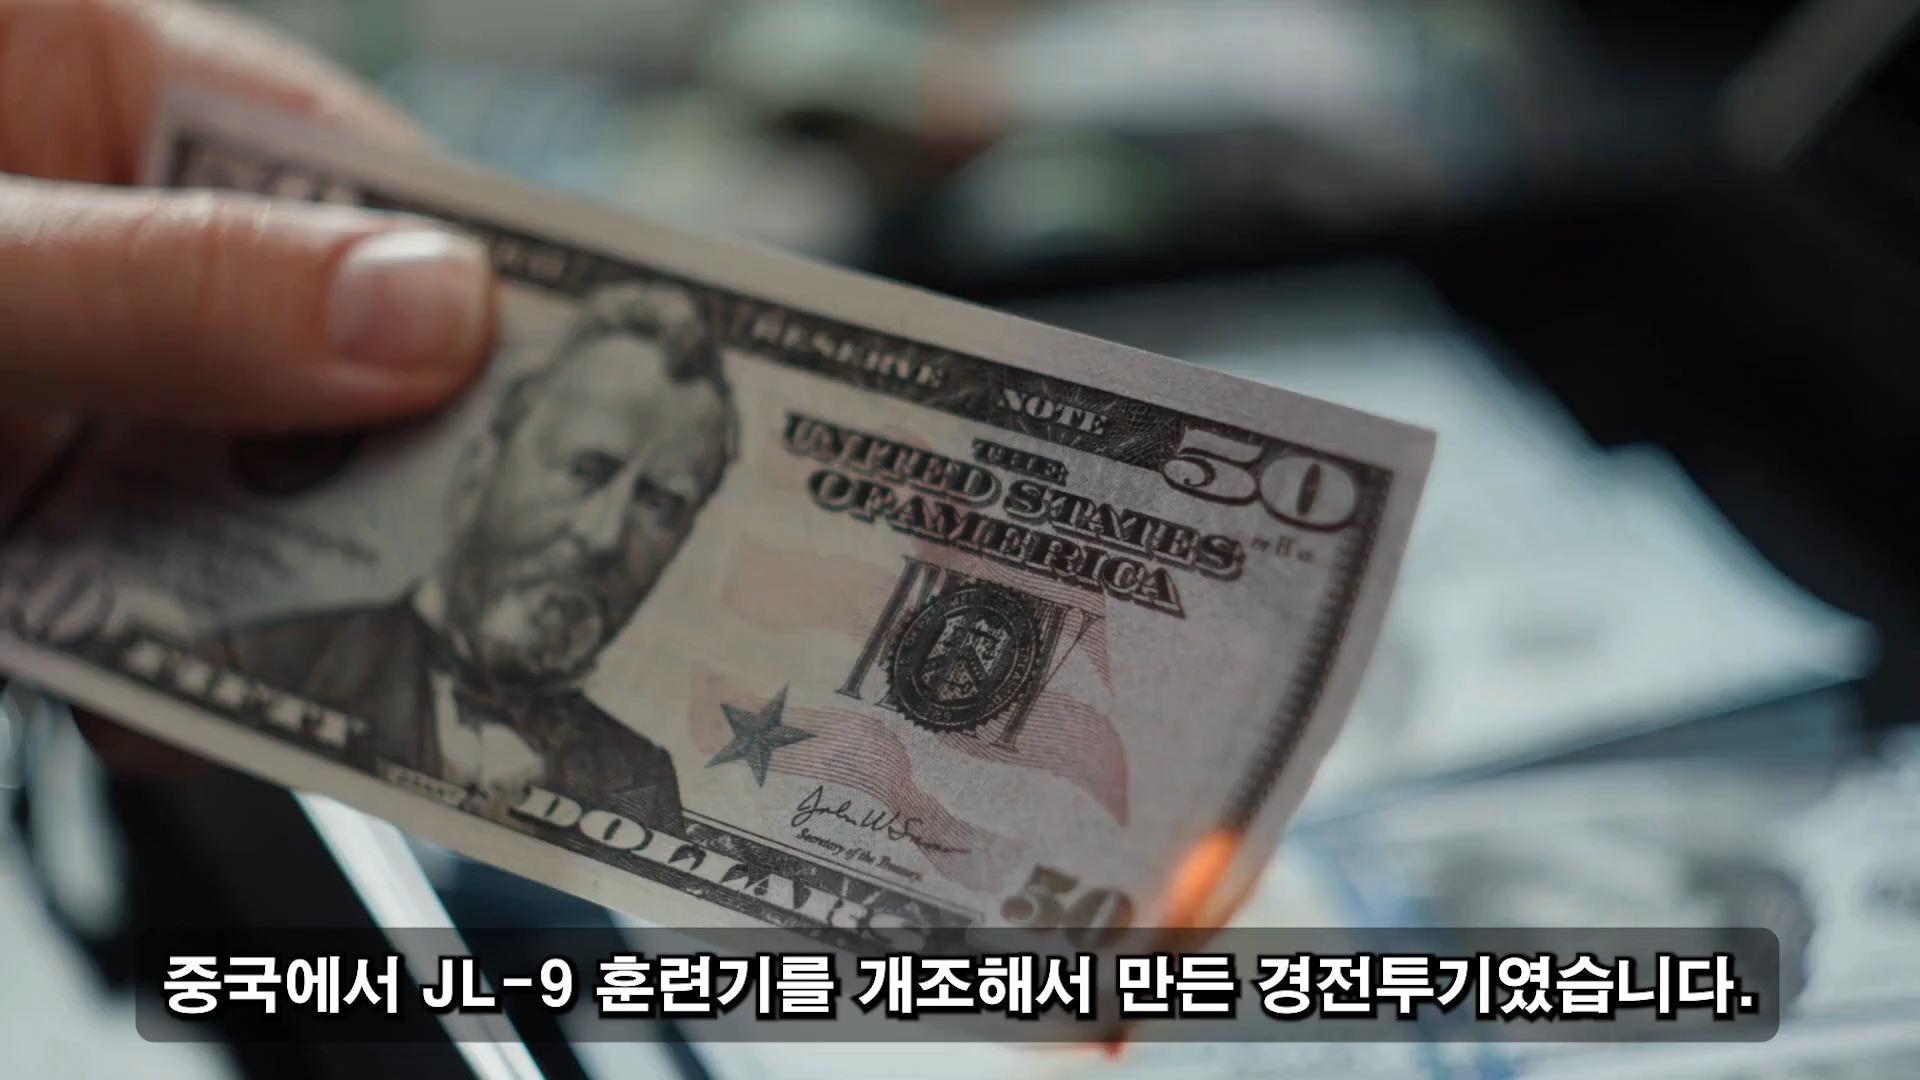 RESERVE NOTE
50
THE
UNITED STATES
OF AMERICA
FIFTY
DOLLARS
Secretary of the Treasury
50
중국에서 JL-9 훈련기를 개조해서 만든 경전투기였습니다.